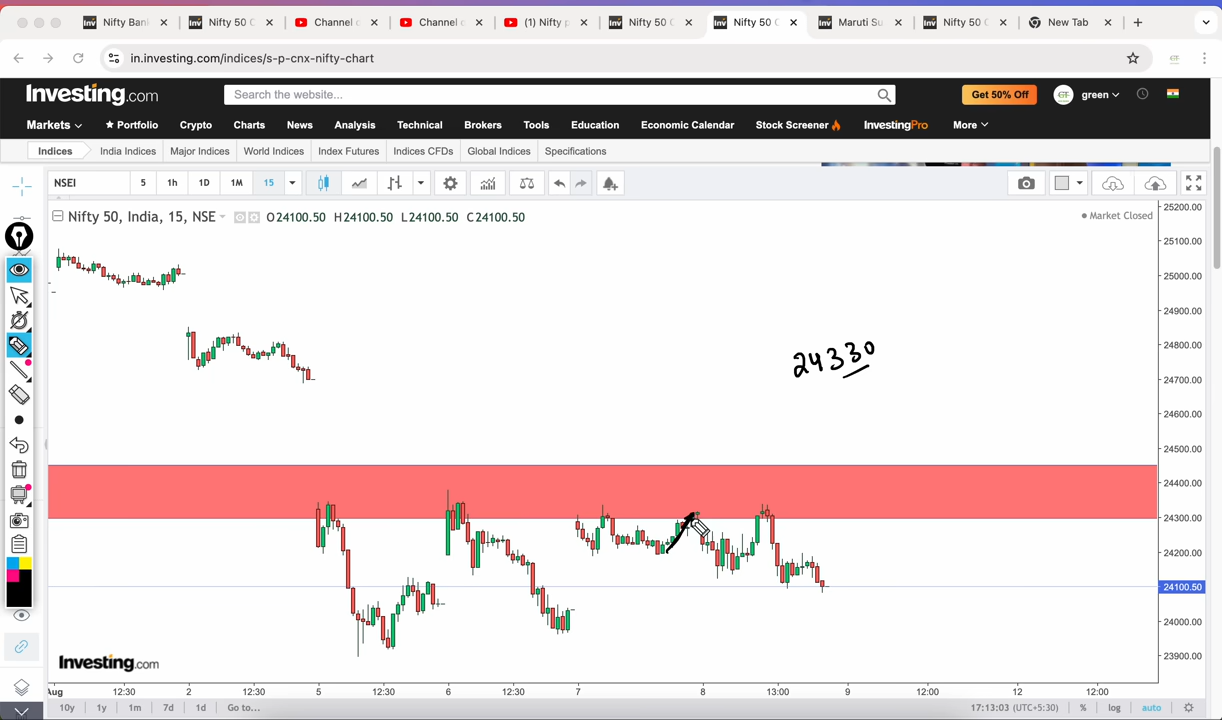 Nifty Ban
Nifty 50 C
Channel c
Channel c
(1) Nifty p
Nifty 50 C
Nifty 50 C
Maruti Su
Nifty 50 C
New Tab
in.investing.com/indices/s-p-cnx-nifty-chart
Investing.com
Search the website...
Get 50% Off
green
Markets
Portfolio
Crypto
Charts
News
Analysis
Technical
Brokers
Tools
Education
Economic Calendar
Stock Screener
InvestingPro
More
Indices
India Indices
Major Indices
World Indices
Index Futures
Indices CFDs
Global Indices
Specifications
NSEI
5
1h
1D
1M
15
Nifty 50, India, 15, NSE
O24100.50 H24100.50 L24100.50 C24100.50
Market Closed
25200.00
25100.00
25000.00
24900.00
24800.00
24700.00
24600.00
24500.00
24400.00
24300.00
24200.00
24100.50
24000.00
23900.00
24330
Investing.com
Aug
12:30
2
12:30
5
12:30
6
12:30
7
8
13:00
9
12:00
12
12:00
10y
1y
1m
7d
1d
Go to...
17:13:03 (UTC+5:30)
%
log
auto